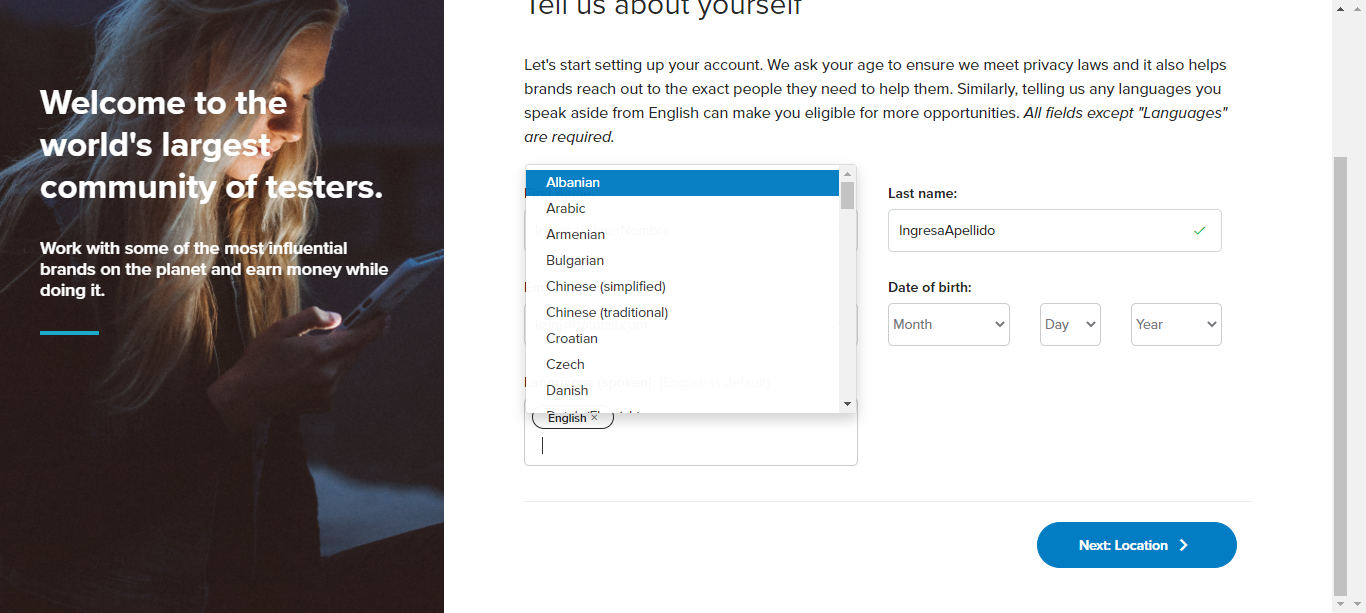 Tell us about yourself
Welcome to the
world's largest
community of testers.
Work with some of the most influential
brands on the planet and earn money while
doing it.
Let's start setting up your account. We ask your age to ensure we meet privacy laws and it also helps
brands reach out to the exact people they need to help them. Similarly, telling us any languages you
speak aside from English can make you eligible for more opportunities. All fields except "Languages"
are required.
Albanian
Arabic
Armenian
Bulgarian
Chinese (simplified)
Chinese (traditional)
Croatian
Czech
Danish
English ×
Last name:
IngresaApellido
Date of birth:
Month
Day
Year
Next: Location